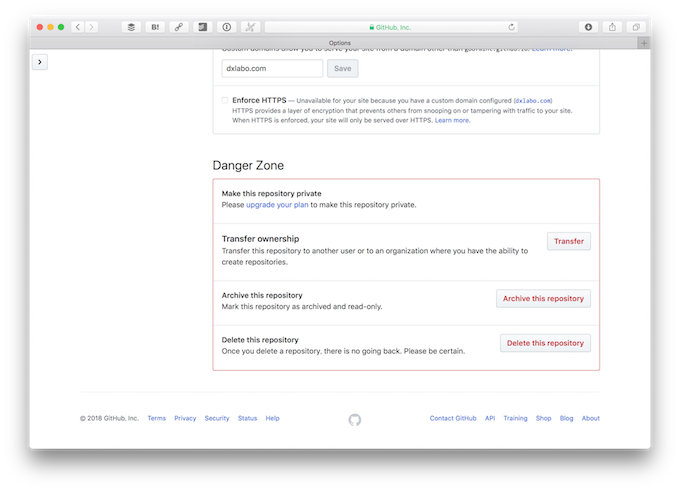 B!
GitHub, Inc.
Options
Custom domains allow you to serve your site from a domain other than
Learn more.
dxlabo.com
Save
Enforce HTTPS — Unavailable for your site because you have a custom domain configured (dxlabo.com)
HTTPS provides a layer of encryption that prevents others from snooping on or tampering with traffic to your site.
When HTTPS is enforced, your site will only be served over HTTPS. Learn more.
Danger Zone
Make this repository private
Please upgrade your plan to make this repository private.
Transfer ownership
Transfer this repository to another user or to an organization where you have the ability to
create repositories.
Transfer
Archive this repository
Mark this repository as archived and read-only.
Archive this repository
Delete this repository
Once you delete a repository, there is no going back. Please be certain.
Delete this repository
© 2018 GitHub, Inc. Terms Privacy Security Status Help
Contact GitHub API Training Shop Blog About